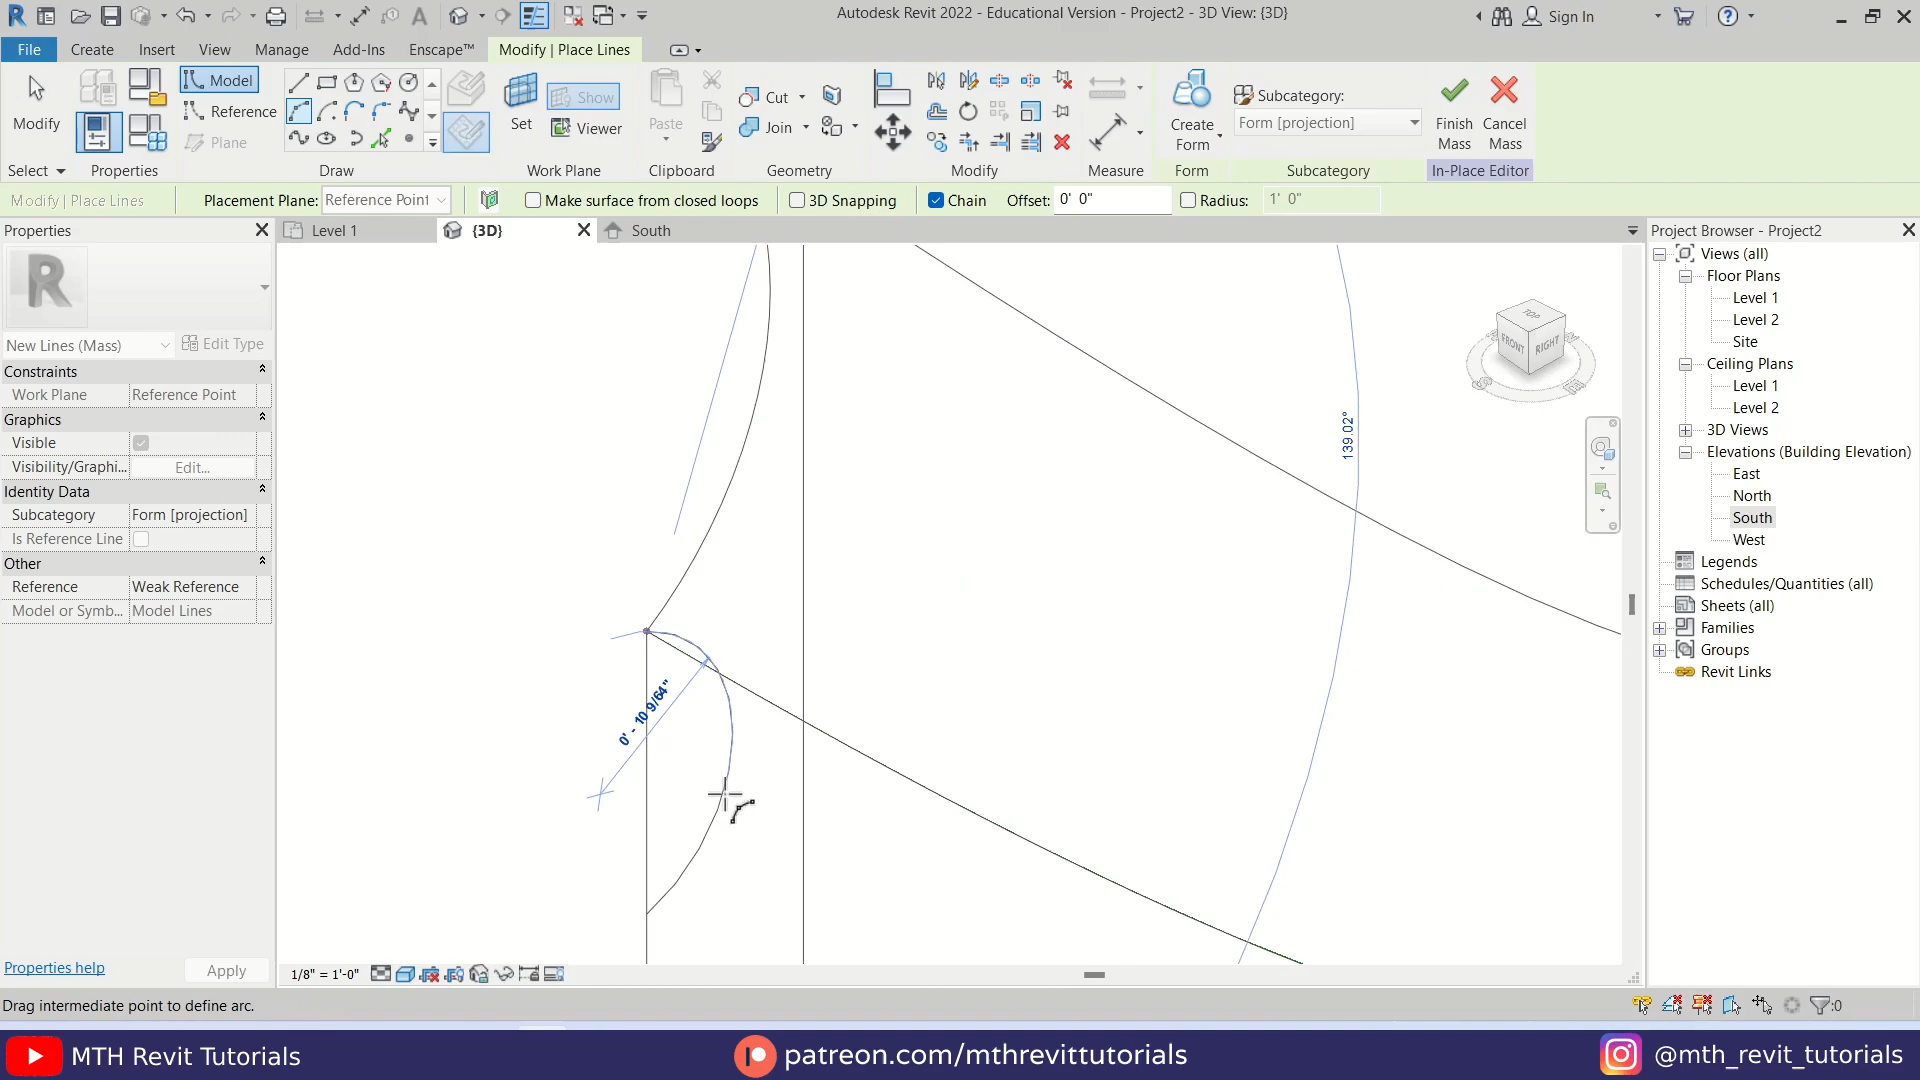 Autodesk Revit 2022 - Educational Version - Project2 - 3D View: {3D}
Sign In
File
Create
Insert
View
Manage
Add-Ins
Enscape™
Modify | Place Lines
Modify
Model
Reference
Plane
Set
Show
Viewer
Paste
Cut
Join
Create
Form
Subcategory:
Form [projection]
Finish
Mass
Cancel
Mass
Select
Properties
Draw
Work Plane
Clipboard
Geometry
Modify
Measure
Form
Subcategory
In-Place Editor
Modify | Place Lines
Placement Plane:
Reference Point
Make surface from closed loops
3D Snapping
Chain
Offset:
0' 0"
Radius:
1' 0"
Properties
Level 1
{3D}
South
Project Browser - Project2
R
New Lines (Mass)
Edit Type
Constraints
Work Plane
Reference Point
Graphics
Visible
Visibility/Graphi...
Edit...
Identity Data
Subcategory
Form [projection]
Is Reference Line
Other
Reference
Weak Reference
Model or Symb...
Model Lines
Properties help
Apply
139.02°
0' - 10 9/64"
TOP
FRONT
RIGHT
Views (all)
Floor Plans
Level 1
Level 2
Site
Ceiling Plans
Level 1
Level 2
3D Views
Elevations (Building Elevation)
East
North
South
West
Legends
Schedules/Quantities (all)
Sheets (all)
Families
Groups
Revit Links
1/8" = 1'-0"
Drag intermediate point to define arc.
:0
MTH Revit Tutorials
patreon.com/mthrevittutorials
@mth_revit_tutorials